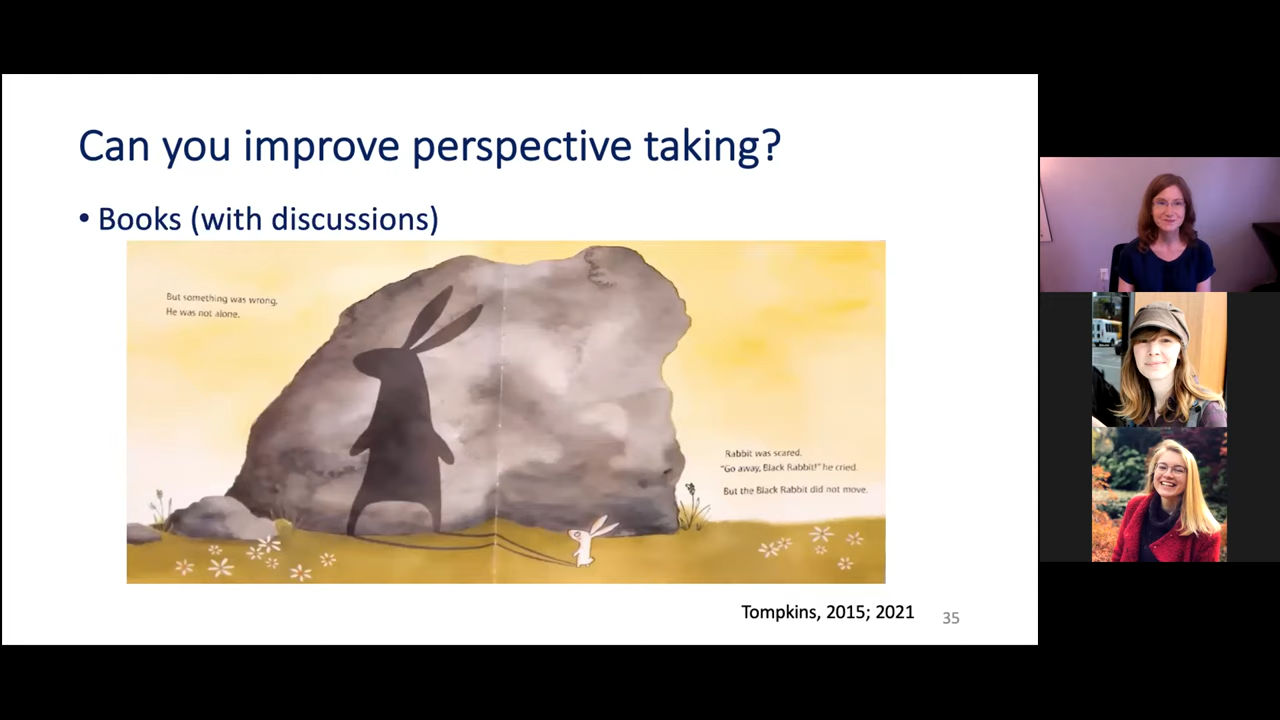 Can you improve perspective taking?
• Books (with discussions)
But something was wrong.
He was not alone.
Rabbit was scared.
"Go away, Black Rabbit!" he cried.
But the Black Rabbit did not move.
Tompkins, 2015; 2021
35